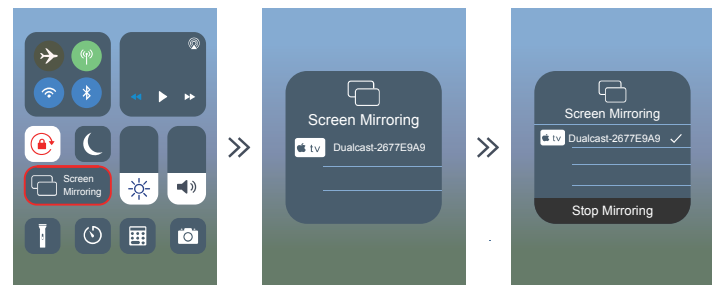 Screen
Mirroring
Screen Mirroring
tv Dualcast-2677E9A9
Screen Mirroring
tv Dualcast-2677E9A9
Stop Mirroring